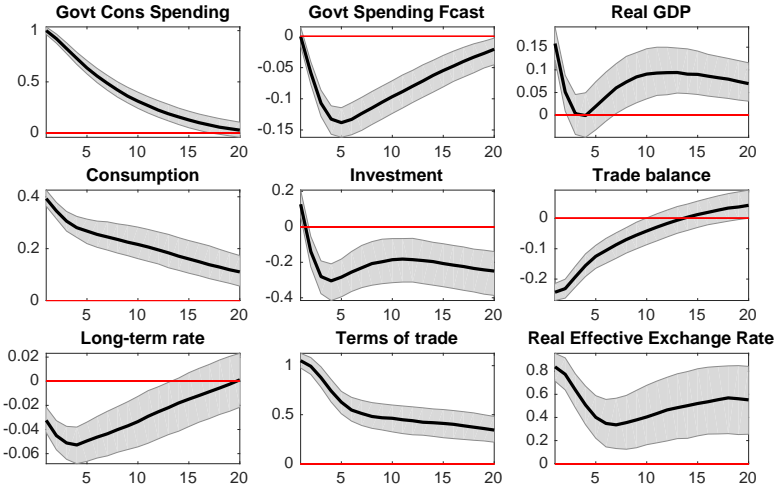 Govt Cons Spending
1
0.5
0
5 10 15 20
Govt Spending Fcast
0
-0.05
-0.1
-0.15
5 10 15 20
Real GDP
0.15
0.1
0.05
0
5 10 15 20
Consumption
0.4
0.2
0
5 10 15 20
Investment
0.2
0
-0.2
-0.4
5 10 15 20
Trade balance
0
-0.1
-0.2
5 10 15 20
Long-term rate
0.02
0
-0.02
-0.04
-0.06
5 10 15 20
Terms of trade
1
0.5
0
5 10 15 20
Real Effective Exchange Rate
0.8
0.6
0.4
0.2
0
5 10 15 20